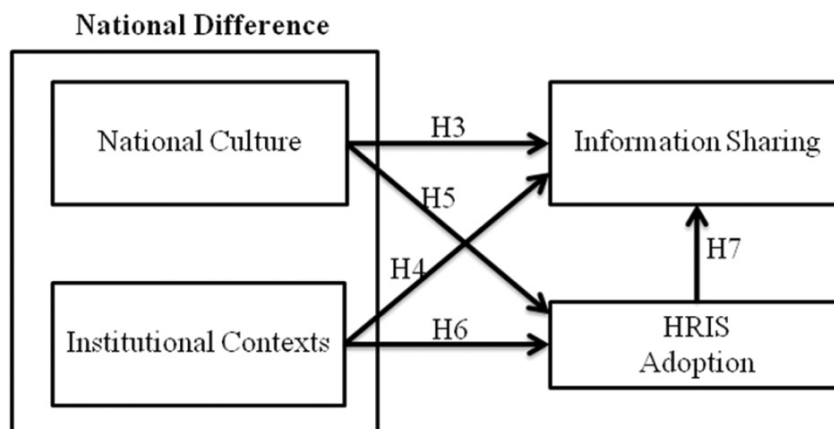 National Difference
National Culture
H3
Information Sharing
H5
H4
H7
Institutional Contexts
H6
HRIS
Adoption